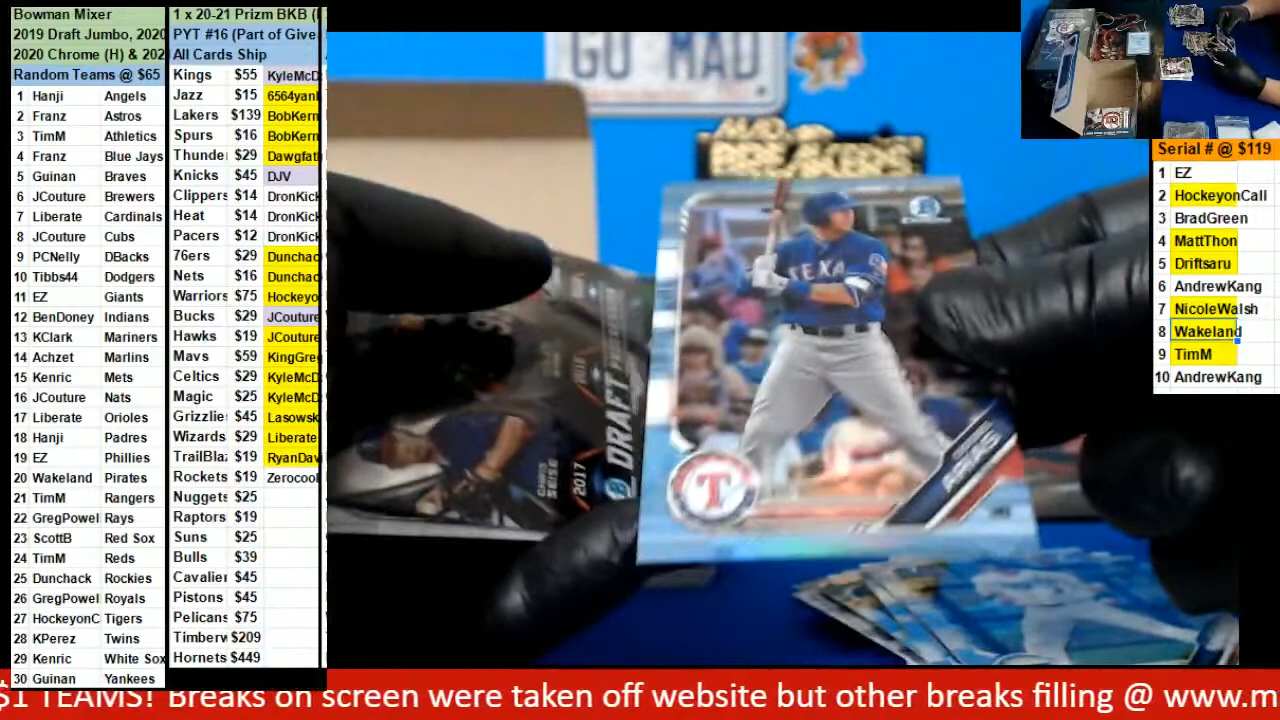 Bowman Mixer
2019 Draft Jumbo, 2020
2020 Chrome (H) & 202
Random Teams @ $65
1 Hanji Angels
2 Franz Astros
3 TimM Athletics
4 Franz Blue Jays
5 Guinan Braves
6 JCouture Brewers
7 Liberate Cardinals
8 JCouture Cubs
9 PCNelly DBacks
10 Tibbs44 Dodgers
11 EZ Giants
12 BenDoney Indians
13 KClark Mariners
14 Achzet Marlins
15 Kenric Mets
16 JCouture Nats
17 Liberate Orioles
18 Hanji Padres
19 EZ Phillies
20 Wakeland Pirates
21 TimM Rangers
22 GregPowel Rays
23 ScottB Red Sox
24 TimM Reds
25 Dunchack Rockies
26 GregPowel Royals
27 HockeyonC Tigers
28 KPerez Twins
29 Kenric White Sox
30 Guinan Yankees
1 x 20-21 Prizm BKB (
PYT #16 (Part of Give
All Cards Ship
Kings $55 KyleMcD
Jazz $15 6564yanl
Lakers $139 BobKern
Spurs $16 BobKern
Thunde $29 Dawgfat
Knicks $45 DJV
Clippers $14 DronKick
Heat $14 DronKick
Pacers $12 DronKick
76ers $29 Dunchac
Nets $16 Dunchac
Warriors $75 Hockeyo
Bucks $29 JCouture
Hawks $19 JCouture
Mavs $59 KingGre
Celtics $29 KyleMcD
Magic $25 KyleMcD
Grizzlie $45 Lasowsk
Wizards $29 Liberate
TrailBla $19 RyanDav
Rockets $19 Zerocool
Nuggets $25
Raptors $19
Suns $25
Bulls $39
Cavalie $45
Pistons $45
Pelicans $75
Timberw $209
Hornets $449
GO MAD
BREAKERS
TEXA
T
CHRIS SEISE
2017
DRAFT
Serial # @ $119
1 EZ
2 HockeyonCall
3 BradGreen
4 MattThon
5 Driftsaru
6 AndrewKang
7 NicoleWalsh
8 Wakeland
9 TimM
10 AndrewKang
$1 TEAMS! Breaks on screen were taken off website but other breaks filling @ www.m